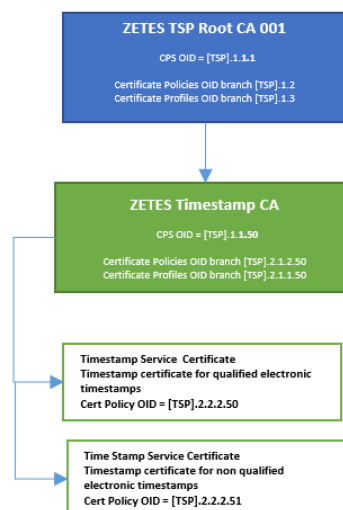 ZETES TSP Root CA 001
CPS OID = [TSP].1.1.1
Certificate Policies OID branch [TSP].1.2
Certificate Profiles OID branch [TSP].1.3
ZETES Timestamp CA
CPS OID = [TSP].1.1.50
Certificate Policies OID branch [TSP].2.1.2.50
Certificate Profiles OID branch [TSP].2.1.1.50
Timestamp Service Certificate
Timestamp certificate for qualified electronic
timestamps
Cert Policy OID = [TSP].2.2.2.50
Time Stamp Service Certificate
Timestamp certificate for non qualified
electronic timestamps
Cert Policy OID = [TSP].2.2.2.51